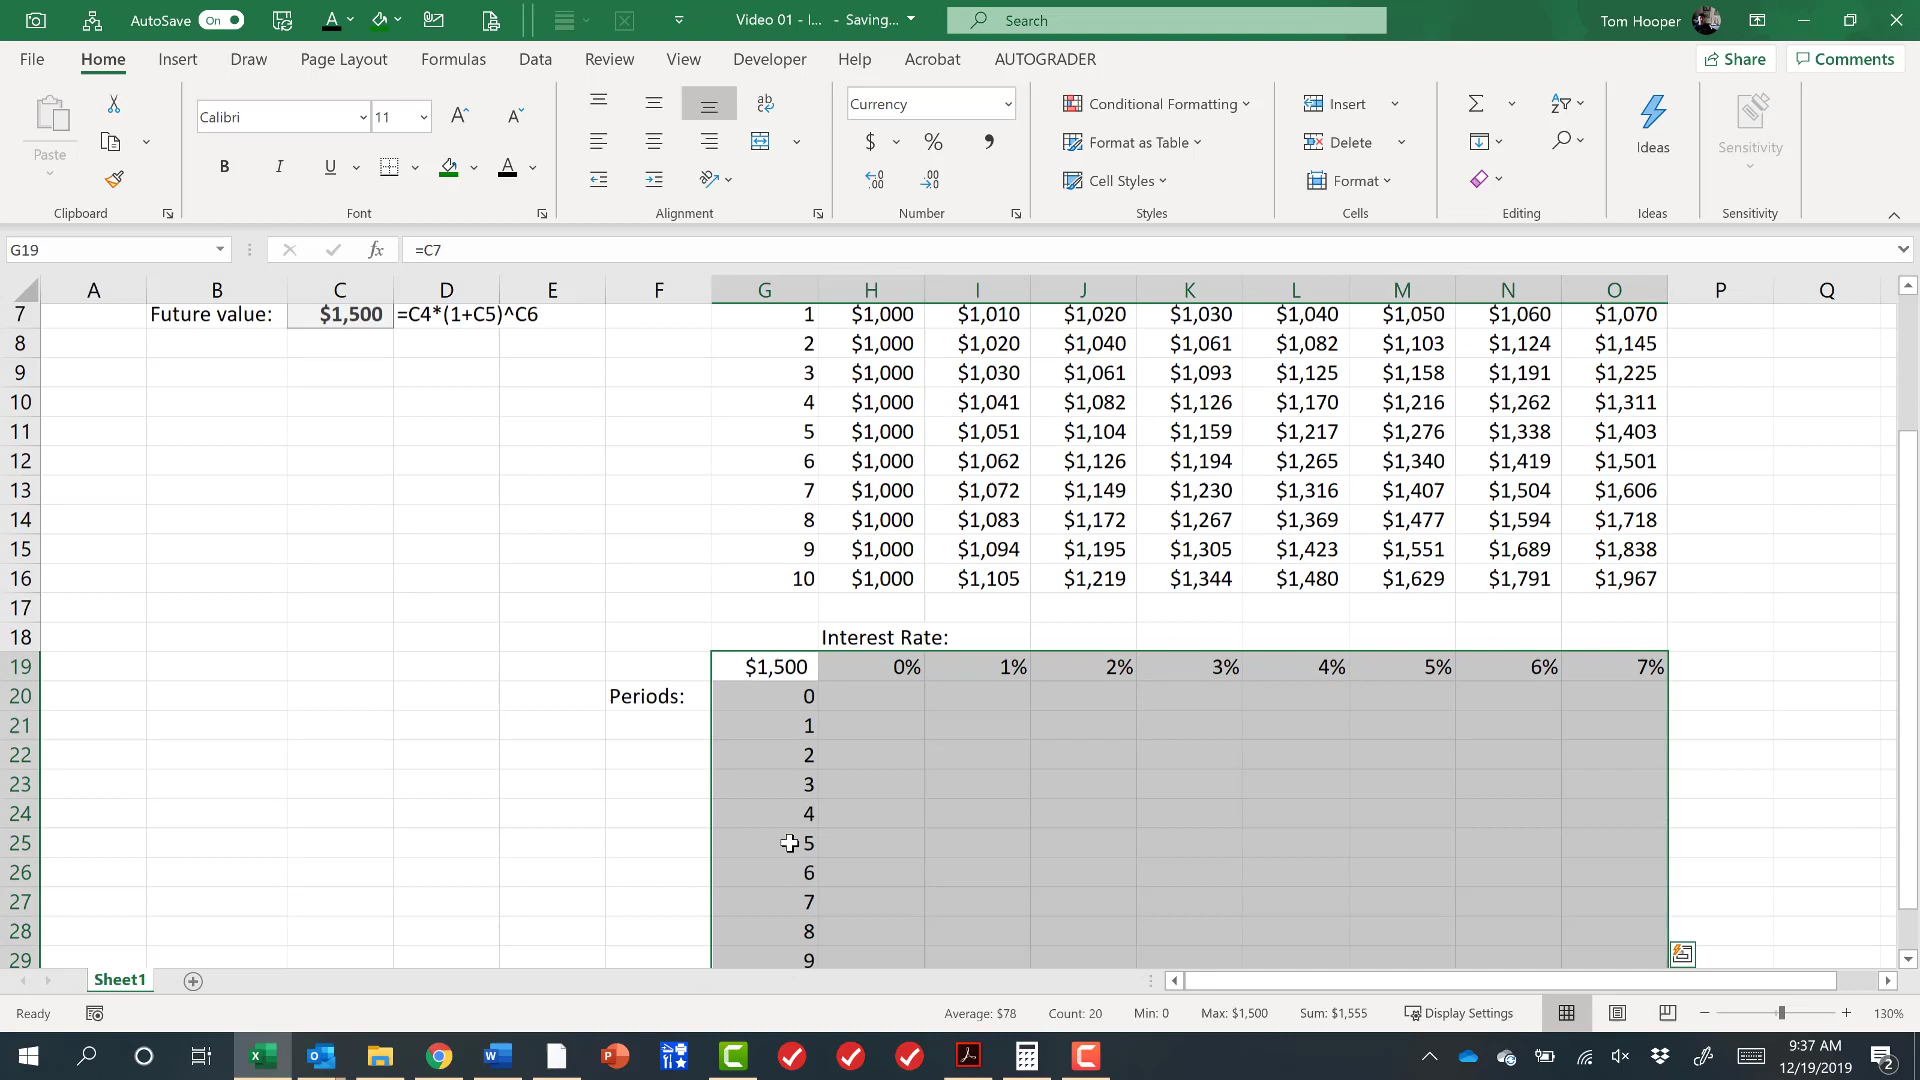 AutoSave On Video 01 - I... - Saving... Search Tom Hooper
File Home Insert Draw Page Layout Formulas Data Review View Developer Help Acrobat AUTOGRADER Share Comments
Paste Calibri 11 Currency Conditional Formatting Insert
$ % , Format as Table Delete Ideas Sensitivity
B I U A Cell Styles Format
Clipboard Font Alignment Number Styles Cells Editing Ideas Sensitivity
G19 fx =C7
A B C D E F G H I J K L M N O P Q
7 Future value: $1,500 =C4*(1+C5)^C6 1 $1,000 $1,010 $1,020 $1,030 $1,040 $1,050 $1,060 $1,070
8 2 $1,000 $1,020 $1,040 $1,061 $1,082 $1,103 $1,124 $1,145
9 3 $1,000 $1,030 $1,061 $1,093 $1,125 $1,158 $1,191 $1,225
10 4 $1,000 $1,041 $1,082 $1,126 $1,170 $1,216 $1,262 $1,311
11 5 $1,000 $1,051 $1,104 $1,159 $1,217 $1,276 $1,338 $1,403
12 6 $1,000 $1,062 $1,126 $1,194 $1,265 $1,340 $1,419 $1,501
13 7 $1,000 $1,072 $1,149 $1,230 $1,316 $1,407 $1,504 $1,606
14 8 $1,000 $1,083 $1,172 $1,267 $1,369 $1,477 $1,594 $1,718
15 9 $1,000 $1,094 $1,195 $1,305 $1,423 $1,551 $1,689 $1,838
16 10 $1,000 $1,105 $1,219 $1,344 $1,480 $1,629 $1,791 $1,967
17
18 Interest Rate:
19 $1,500 0% 1% 2% 3% 4% 5% 6% 7%
20 Periods: 0
21 1
22 2
23 3
24 4
25 5
26 6
27 7
28 8
29 9
Sheet1
Ready Average: $78 Count: 20 Min: 0 Max: $1,500 Sum: $1,555 Display Settings 130%
9:37 AM
12/19/2019 2